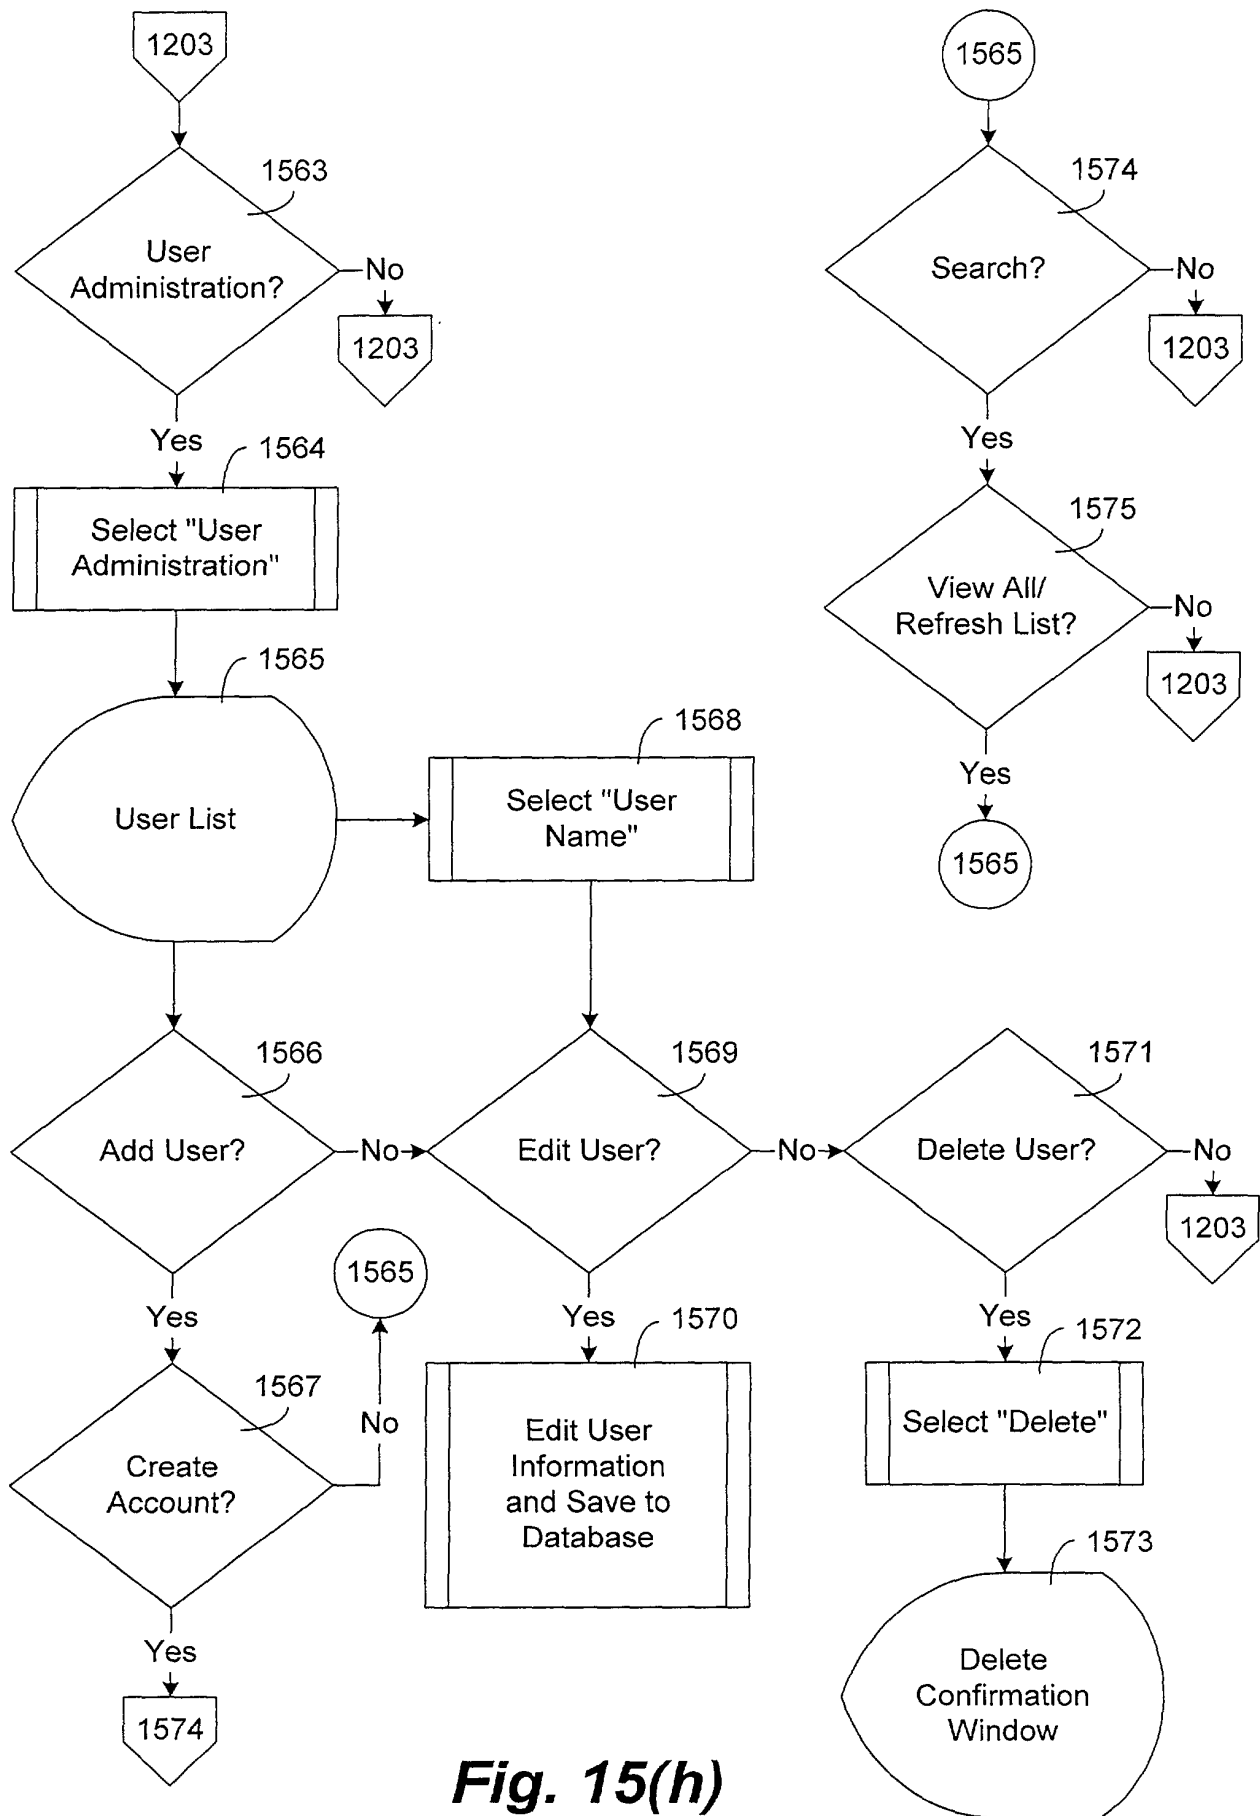 1203
1563
User
Administration?
No
1203
Yes
1564
Select "User
Administration"
1565
User List
1568
Select "User
Name"
1566
Add User?
No
1569
Edit User?
No
1571
Delete User?
No
1203
Yes
1565
1567
Create
Account?
No
Yes
1574
Yes
1570
Edit User
Information
and Save to
Database
Yes
1572
Select "Delete"
1573
Delete
Confirmation
Window
1565
1574
Search?
No
1203
Yes
1575
View All/
Refresh List?
No
1203
Yes
1565
Fig. 15(h)